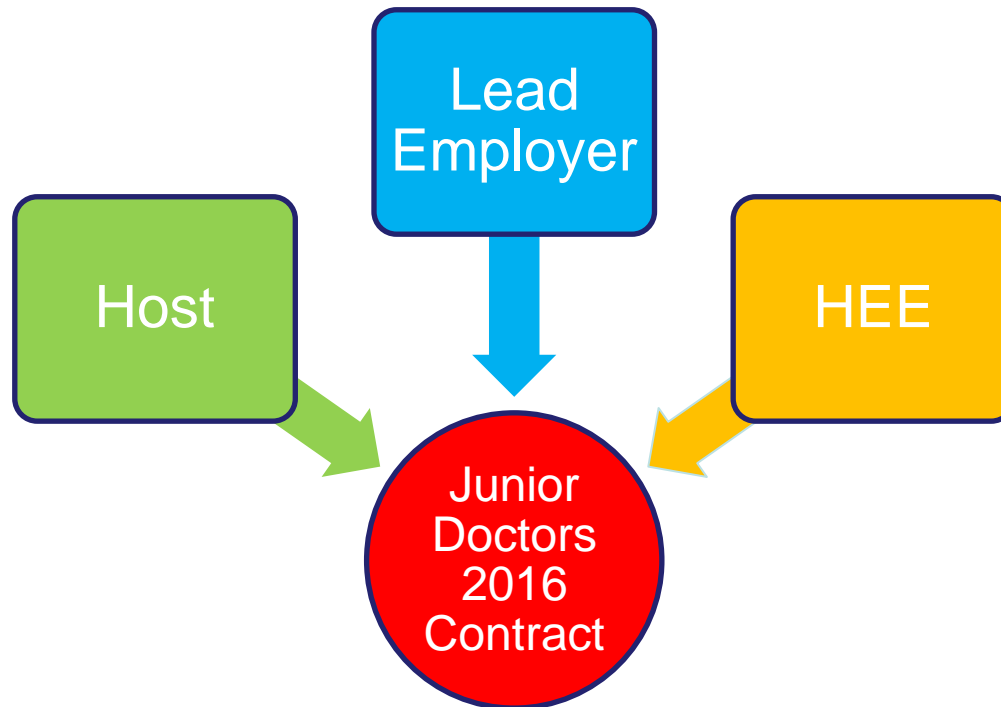 Lead
Employer
Host
HEE
Junior
Doctors
2016
Contract